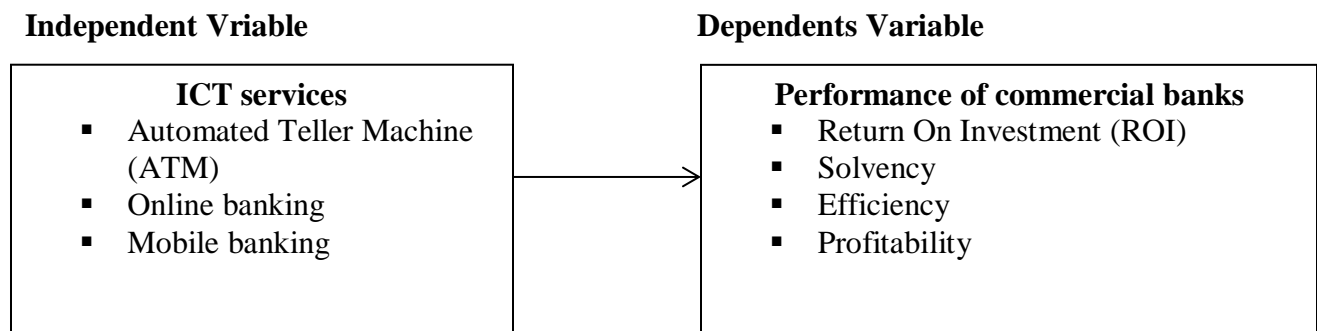 Independent Vriable
Dependents Variable
ICT services
▪ Automated Teller Machine
(ATM)
▪ Online banking
▪ Mobile banking
Performance of commercial banks
▪ Return On Investment (ROI)
▪ Solvency
▪ Efficiency
▪ Profitability